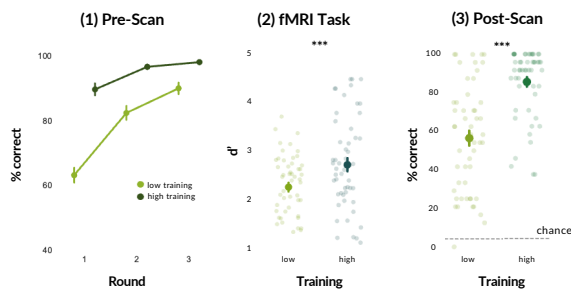 (1) Pre-Scan
100
80
60
40
% correct
1 2 3
Round
low training
high training
(2) fMRI Task
***
5
4
3
2
1
d'
low high
Training
(3) Post-Scan
***
100
80
60
40
20
0
% correct
chance
low high
Training